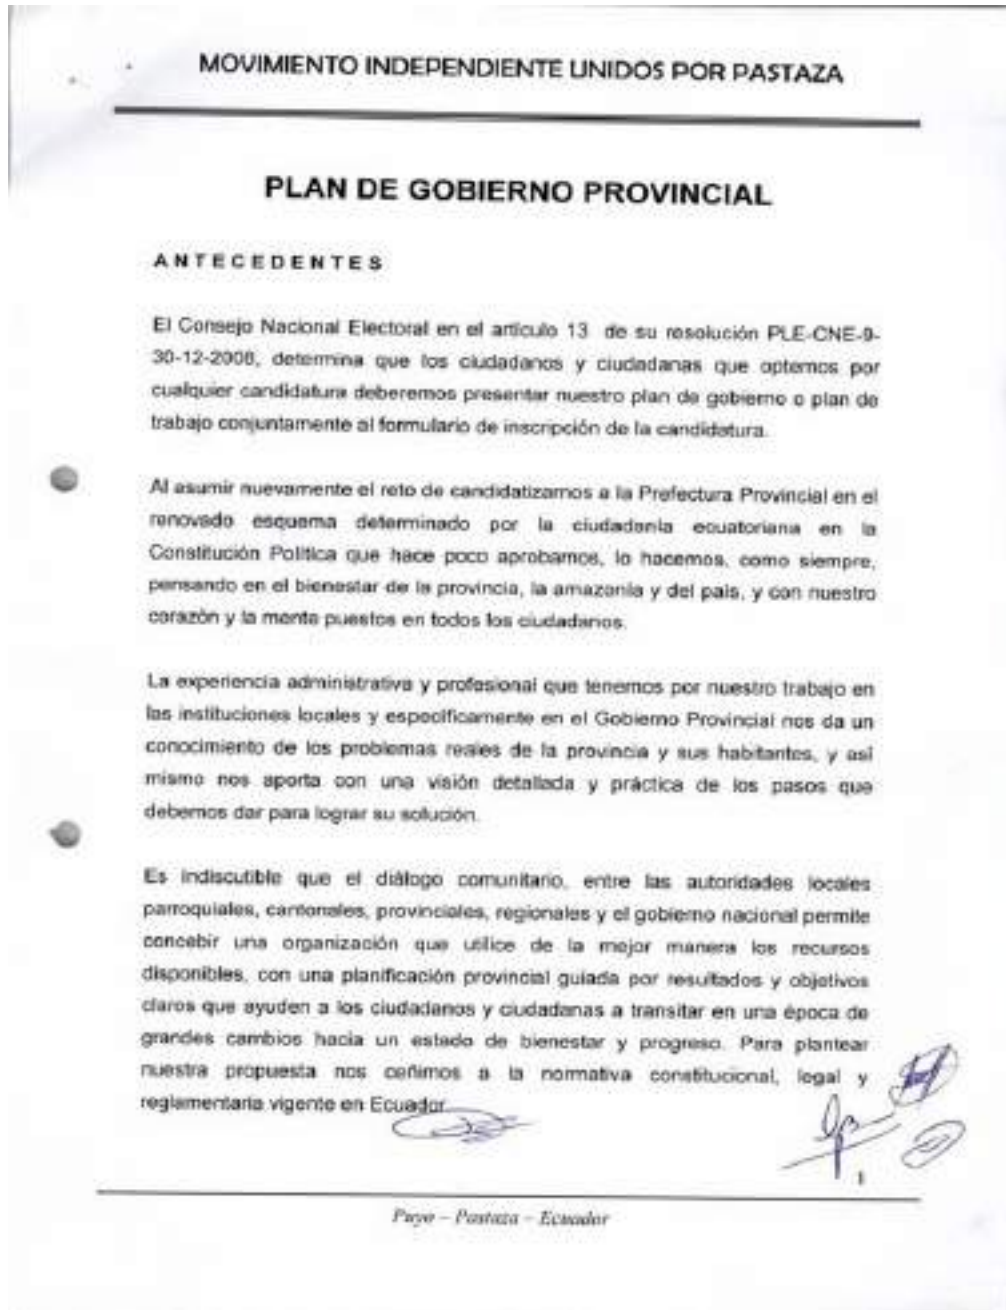 MOVIMIENTO INDEPENDIENTE UNIDOS POR PASTAZA
PLAN DE GOBIERNO PROVINCIAL
ANTECEDENTES
El Consejo Nacional Electoral en el artículo 13 de su resolución PLE-CNE-9-
30-12-2008, determina que los ciudadanos y ciudadanas que optemos por
cualquier candidatura deberemos presentar nuestro plan de gobierno o plan de
trabajo conjuntamente al formulario de inscripción de la candidatura.
Al asumir nuevamente el reto de candidatizarnos a la Prefectura Provincial en el
renovado esquema determinado por la ciudadanía ecuatoriana en la
Constitución Política que hace poco aprobamos, lo hacemos, como siempre,
pensando en el bienestar de la provincia, la amazonía y del país, y con nuestro
corazón y la mente puestos en todos los ciudadanos.
La experiencia administrativa y profesional que tenemos por nuestro trabajo en
las instituciones locales y específicamente en el Gobierno Provincial nos da un
conocimiento de los problemas reales de la provincia y sus habitantes, y así
mismo nos aporta con una visión detallada y práctica de los pasos que
debemos dar para lograr su solución.
Es indiscutible que el diálogo comunitario, entre las autoridades locales
parroquiales, cantonales, provinciales, regionales y el gobierno nacional permite
concebir una organización que utilice de la mejor manera los recursos
disponibles, con una planificación provincial guiada por resultados y objetivos
claros que ayuden a los ciudadanos y ciudadanas a transitar en una época de
grandes cambios hacia un estado de bienestar y progreso. Para plantear
nuestra propuesta nos ceñimos a la normativa constitucional, legal y
reglamentaria vigente en Ecuador.
1
Puyo – Pastaza – Ecuador